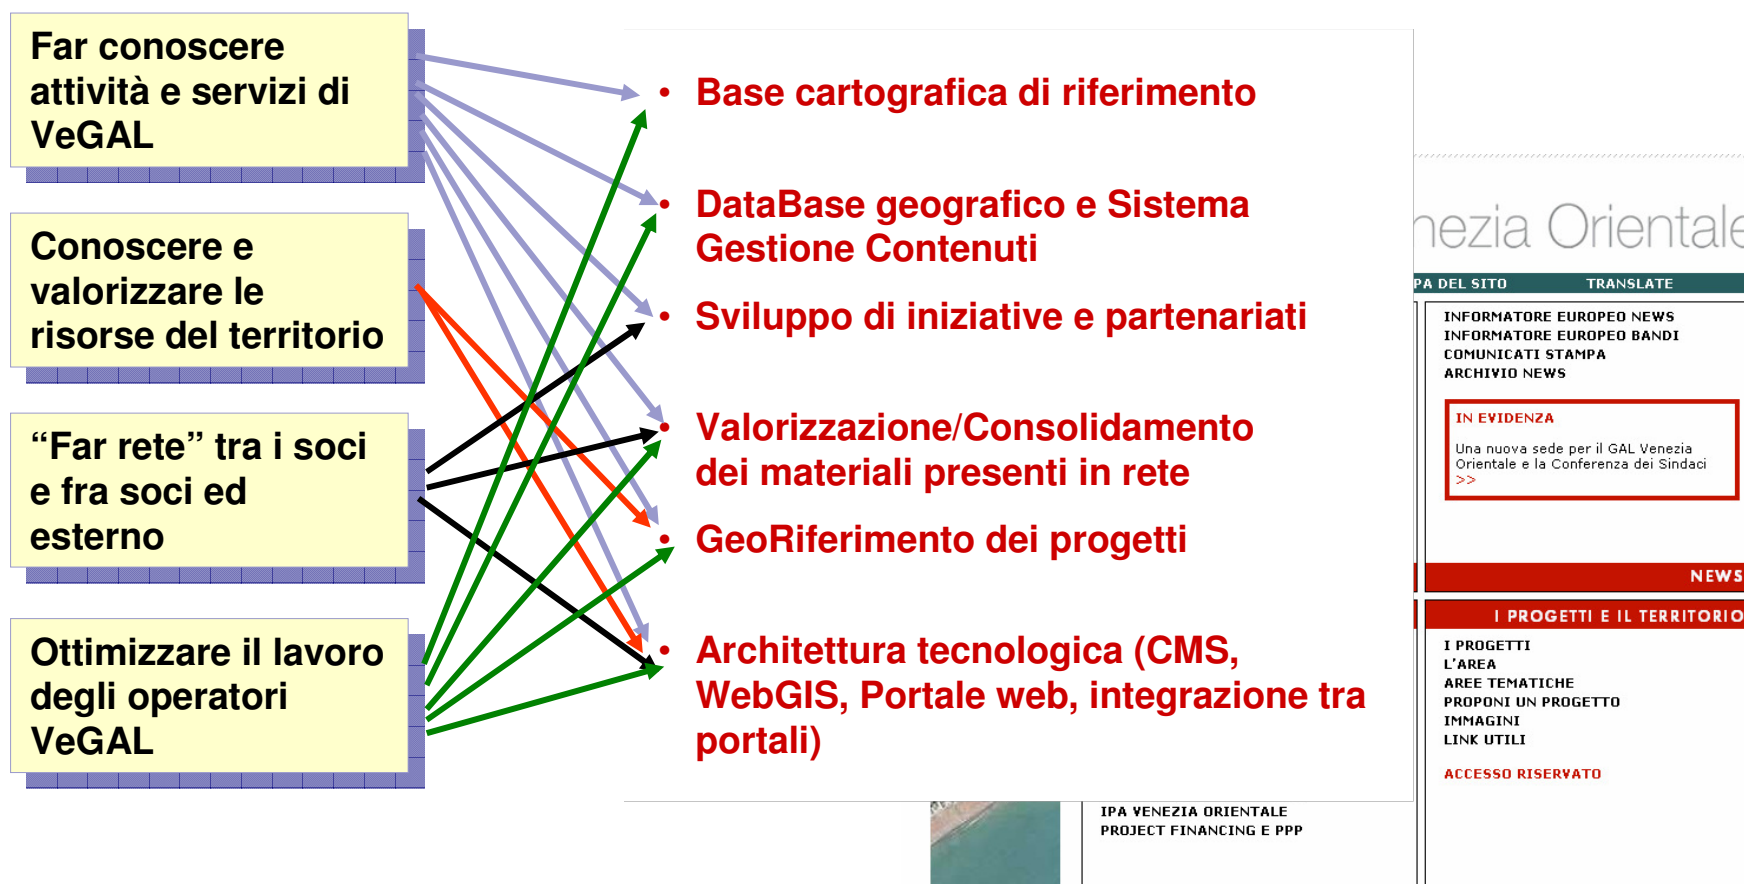 Far conoscere
attività e servizi di
VeGAL
Conoscere e
valorizzare le
risorse del territorio
“Far rete” tra i soci
e fra soci ed
esterno
Ottimizzare il lavoro
degli operatori
VeGAL
• Base cartografica di riferimento
• DataBase geografico e Sistema
Gestione Contenuti
• Sviluppo di iniziative e partenariati
• Valorizzazione/Consolidamento
dei materiali presenti in rete
• GeoRiferimento dei progetti
• Architettura tecnologica (CMS,
WebGIS, Portale web, integrazione tra
portali)
nezia Orientale
PA DEL SITO TRANSLATE
INFORMATORE EUROPEO NEWS
INFORMATORE EUROPEO BANDI
COMUNICATI STAMPA
ARCHIVIO NEWS
IN EVIDENZA
Una nuova sede per il GAL Venezia
Orientale e la Conferenza dei Sindaci
>>
NEWS
I PROGETTI E IL TERRITORIO
I PROGETTI
L'AREA
AREE TEMATICHE
PROPONI UN PROGETTO
IMMAGINI
LINK UTILI
ACCESSO RISERVATO
IPA VENEZIA ORIENTALE
PROJECT FINANCING E PPP